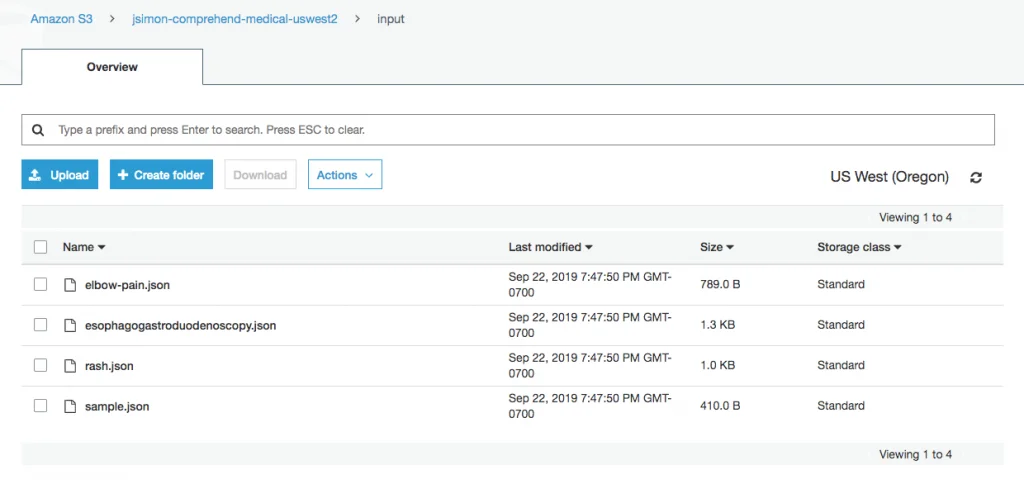 Amazon S3 > jsimon-comprehend-medical-uswest2 > input
Overview
Type a prefix and press Enter to search. Press ESC to clear.
Upload + Create folder Download Actions US West (Oregon)
Viewing 1 to 4
Name Last modified Size Storage class
elbow-pain.json Sep 22, 2019 7:47:50 PM GMT- 789.0 B Standard
0700
esophagogastroduodenoscopy.json Sep 22, 2019 7:47:50 PM GMT- 1.3 KB Standard
0700
rash.json Sep 22, 2019 7:47:50 PM GMT- 1.0 KB Standard
0700
sample.json Sep 22, 2019 7:47:50 PM GMT- 410.0 B Standard
0700
Viewing 1 to 4